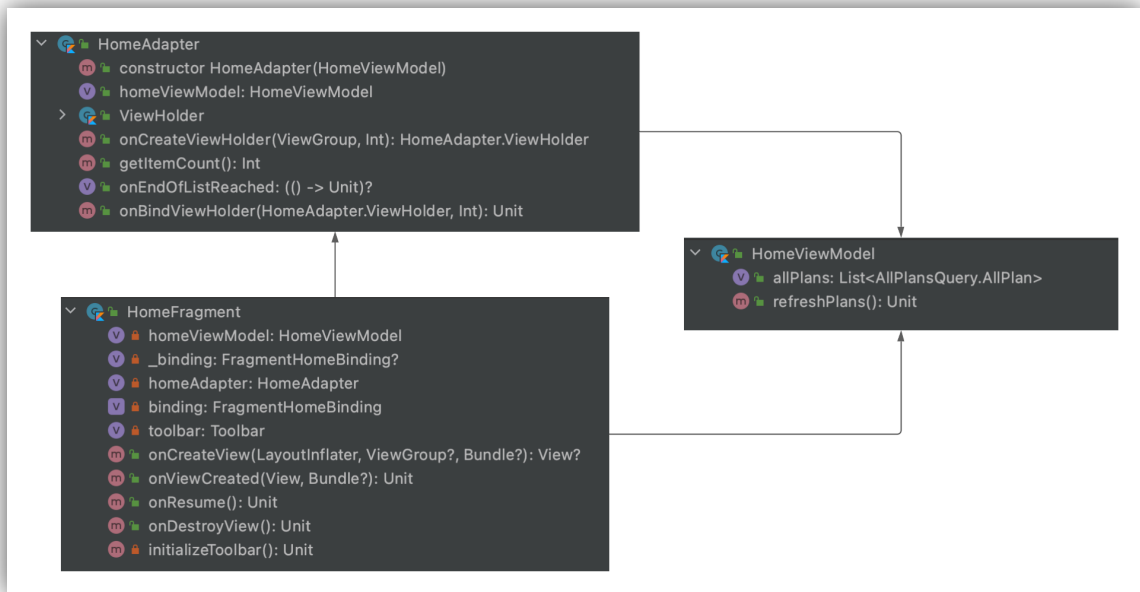 HomeAdapter
constructor HomeAdapter(HomeViewModel)
homeViewModel: HomeViewModel
ViewHolder
onCreateViewHolder(ViewGroup, Int): HomeAdapter.ViewHolder
getItemCount(): Int
onEndOfListReached: (() -> Unit)?
onBindViewHolder(HomeAdapter.ViewHolder, Int): Unit
HomeViewModel
allPlans: List<AllPlansQuery.AllPlan>
refreshPlans(): Unit
HomeFragment
homeViewModel: HomeViewModel
_binding: FragmentHomeBinding?
homeAdapter: HomeAdapter
binding: FragmentHomeBinding
toolbar: Toolbar
onCreateView(LayoutInflater, ViewGroup?, Bundle?): View?
onViewCreated(View, Bundle?): Unit
onResume(): Unit
onDestroyView(): Unit
initializeToolbar(): Unit